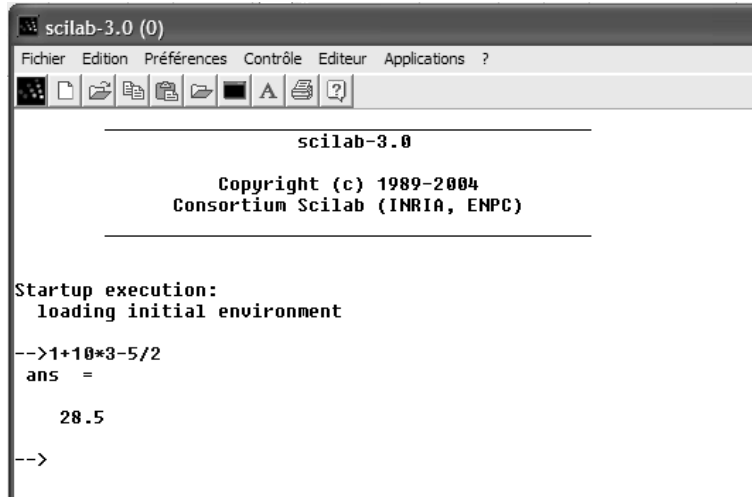 scilab-3.0 (0)
Fichier Edition Préférences Contrôle Editeur Applications ?
A
scilab-3.0
Copyright (c) 1989-2004
Consortium Scilab (INRIA, ENPC)
Startup execution:
loading initial environment
-->1+10*3-5/2
ans =
28.5
-->